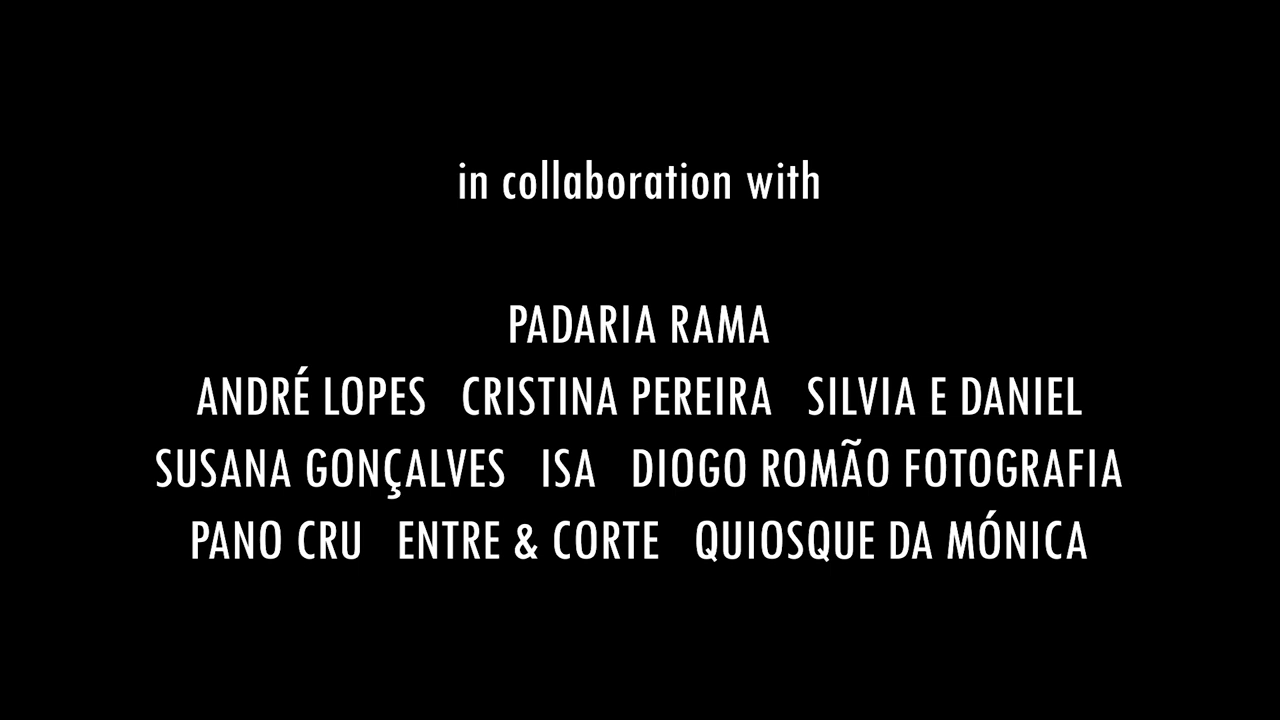 in collaboration with
PADARIA RAMA
ANDRÉ LOPES   CRISTINA PEREIRA   SILVIA E DANIEL
SUSANA GONÇALVES   ISA   DIOGO ROMÃO FOTOGRAFIA
PANO CRU   ENTRE & CORTE   QUIOSQUE DA MÓNICA